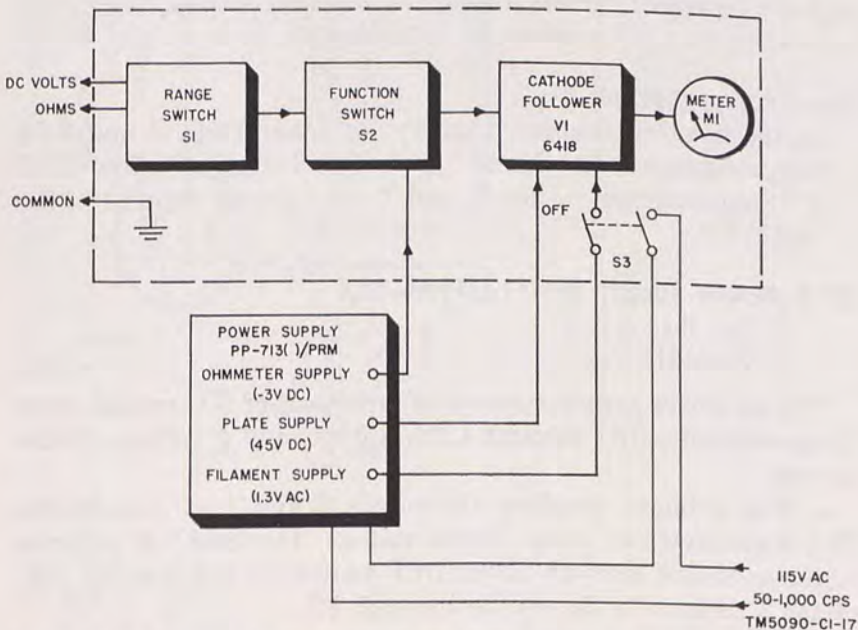 DC VOLTS
OHMS
COMMON
RANGE
SWITCH
S1
FUNCTION
SWITCH
S2
CATHODE
FOLLOWER
V1
6418
METER
M1
OFF
S3
POWER SUPPLY
PP-713( )/PRM
OHMMETER SUPPLY
(-3V DC)
PLATE SUPPLY
(45V DC)
FILAMENT SUPPLY
(1.3V AC)
115V AC
50-1,000 CPS
TM5090-C1-17